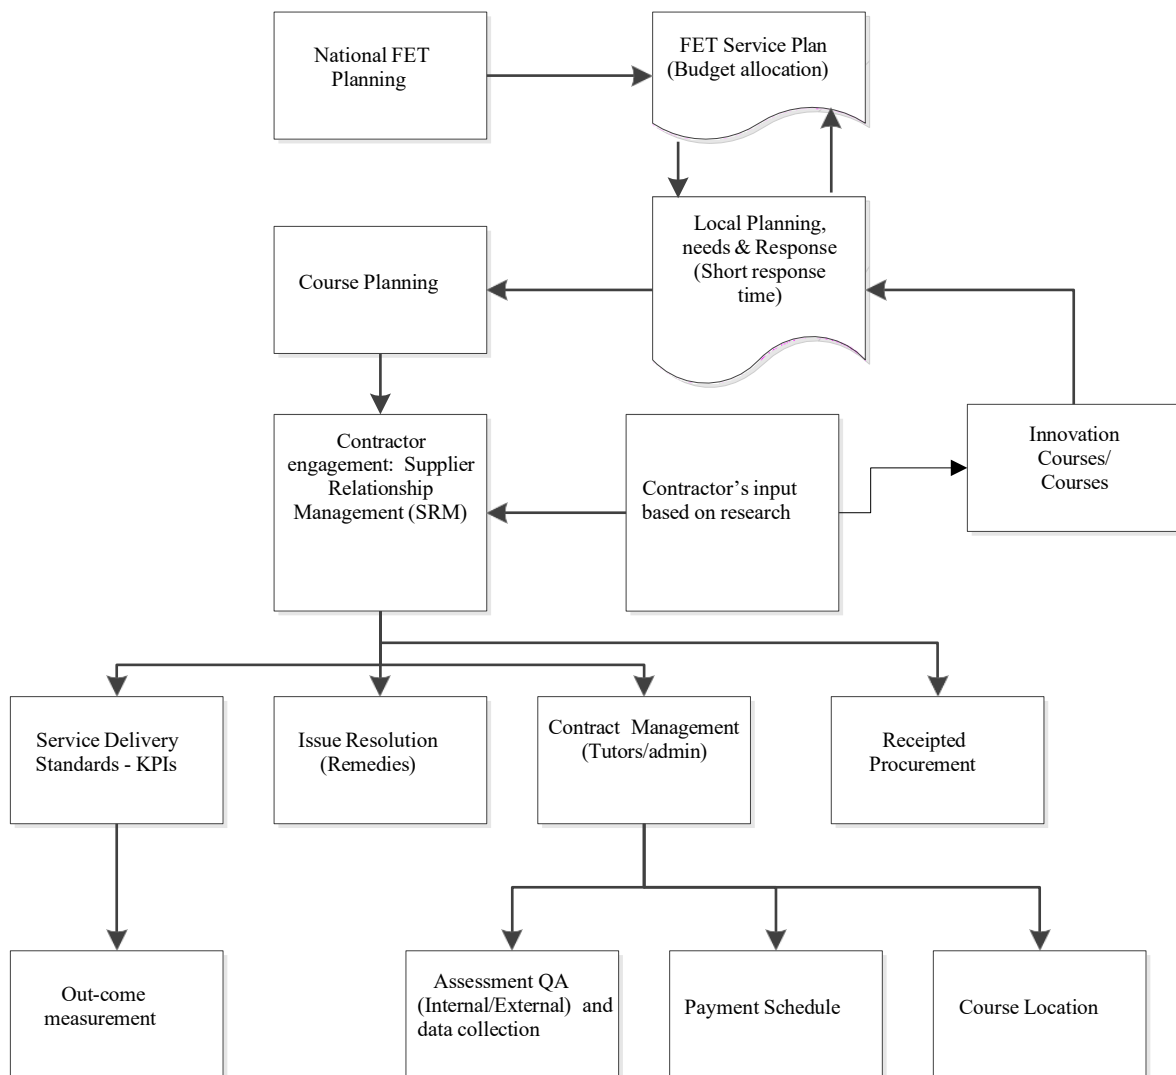 National FET
Planning
FET Service Plan
(Budget allocation)
Local Planning,
needs & Response
(Short response
time)
Course Planning
Contractor
engagement: Supplier
Relationship
Management (SRM)
Contractor’s input
based on research
Innovation
Courses/
Courses
Service Delivery
Standards - KPIs
Issue Resolution
(Remedies)
Contract Management
(Tutors/admin)
Receipted
Procurement
Out-come
measurement
Assessment QA
(Internal/External) and
data collection
Payment Schedule
Course Location